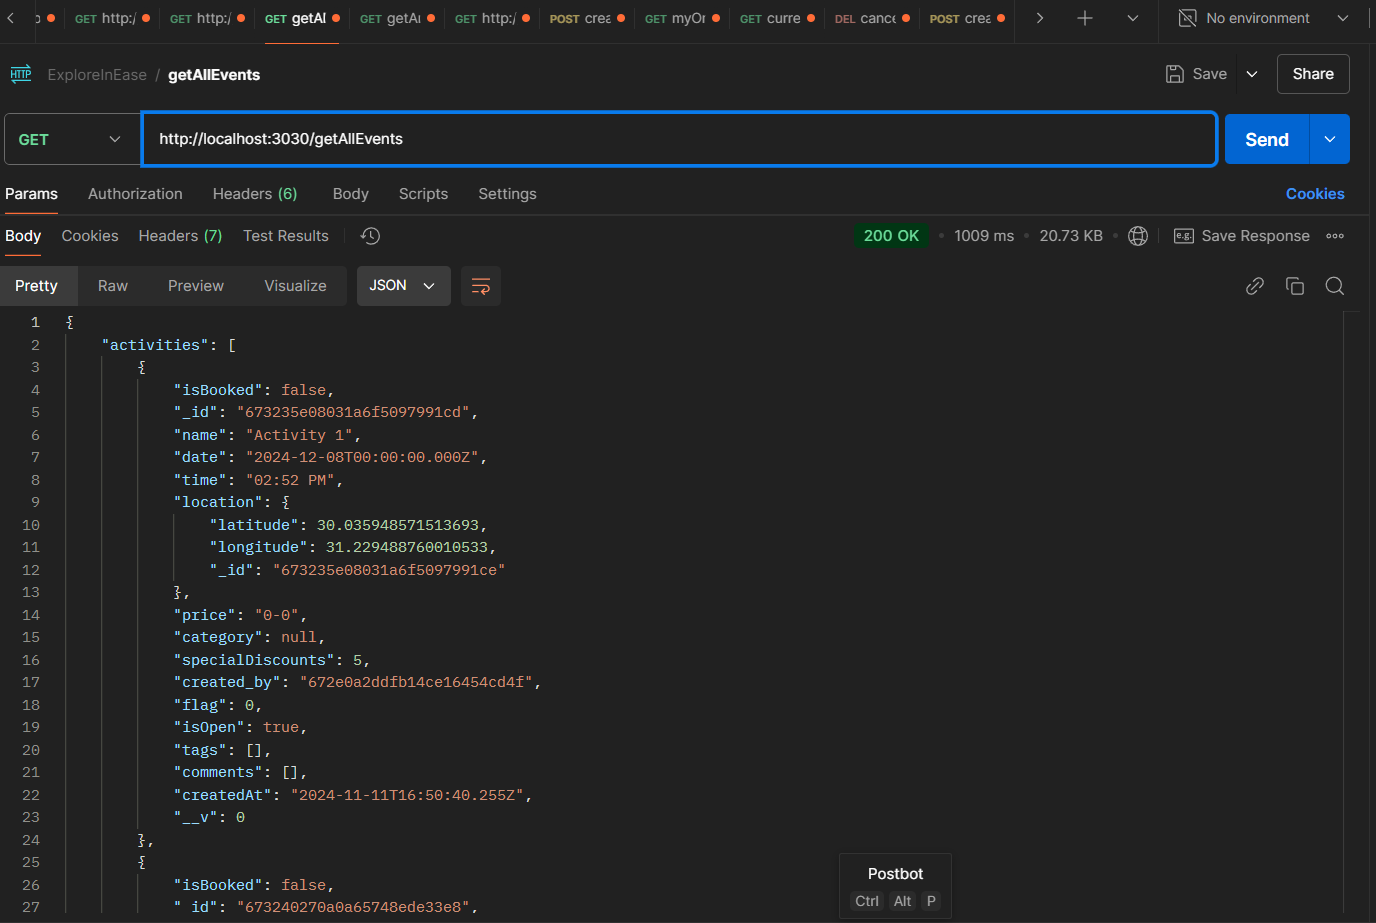 GET http:/ GET http:/ GET getAl GET getAı GET http:/ POST crea GET myOr GET curre DEL cance POST crea No environment
HTTP ExploreInEase / getAllEvents Save Share
GET http://localhost:3030/getAllEvents Send
Params Authorization Headers (6) Body Scripts Settings Cookies
Body Cookies Headers (7) Test Results 200 OK • 1009 ms • 20.73 KB • e.g. Save Response
Pretty Raw Preview Visualize JSON
1 {
2 "activities": [
3 {
4 "isBooked": false,
5 "_id": "673235e08031a6f5097991cd",
6 "name": "Activity 1",
7 "date": "2024-12-08T00:00:00.000Z",
8 "time": "02:52 PM",
9 "location": {
10 "latitude": 30.035948571513693,
11 "longitude": 31.229488760010533,
12 "_id": "673235e08031a6f5097991ce"
13 },
14 "price": "0-0",
15 "category": null,
16 "specialDiscounts": 5,
17 "created_by": "672e0a2ddfb14ce16454cd4f",
18 "flag": 0,
19 "isOpen": true,
20 "tags": [],
21 "comments": [],
22 "createdAt": "2024-11-11T16:50:40.255Z",
23 "__v": 0
24 },
25 {
26 "isBooked": false,
27 "_id": "673240270a0a65748ede33e8",
Postbot
Ctrl Alt P